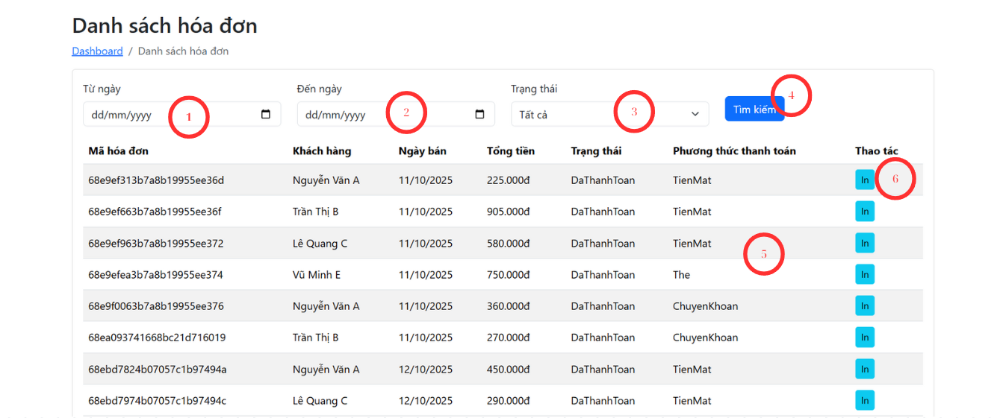 Danh sách hóa đơn
Dashboard / Danh sách hóa đơn
Từ ngày Đến ngày Trạng thái 4
dd/mm/yyyy 1 dd/mm/yyyy 2 Tất cả 3 Tìm kiếm
Mã hóa đơn Khách hàng Ngày bán Tổng tiền Trạng thái Phương thức thanh toán Thao tác
68e9ef313b7a8b19955ee36d Nguyễn Văn A 11/10/2025 225.000đ DaThanhToan TienMat In 6
68e9ef663b7a8b19955ee36f Trần Thị B 11/10/2025 905.000đ DaThanhToan TienMat In
68e9ef963b7a8b19955ee372 Lê Quang C 11/10/2025 580.000đ DaThanhToan TienMat 5 In
68e9efea3b7a8b19955ee374 Vũ Minh E 11/10/2025 750.000đ DaThanhToan The In
68e9f0063b7a8b19955ee376 Nguyễn Văn A 11/10/2025 360.000đ DaThanhToan ChuyenKhoan In
68ea093741668bc21d716019 Trần Thị B 11/10/2025 270.000đ DaThanhToan ChuyenKhoan In
68ebd7824b07057c1b97494a Nguyễn Văn A 12/10/2025 450.000đ DaThanhToan TienMat In
68ebd7974b07057c1b97494c Lê Quang C 12/10/2025 290.000đ DaThanhToan TienMat In